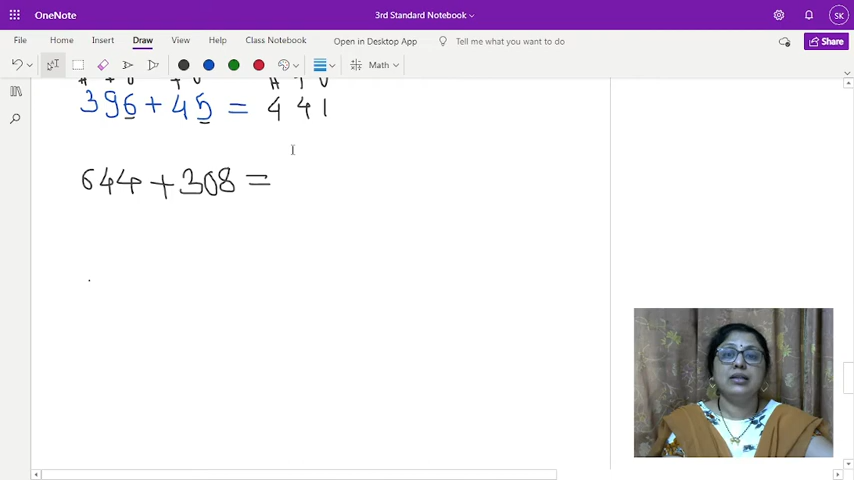 OneNote
3rd Standard Notebook
SK
File Home Insert Draw View Help Class Notebook Open in Desktop App Tell me what you want to do Share
Math
H T U T U H T U
396 + 45 = 441
644 + 308 =